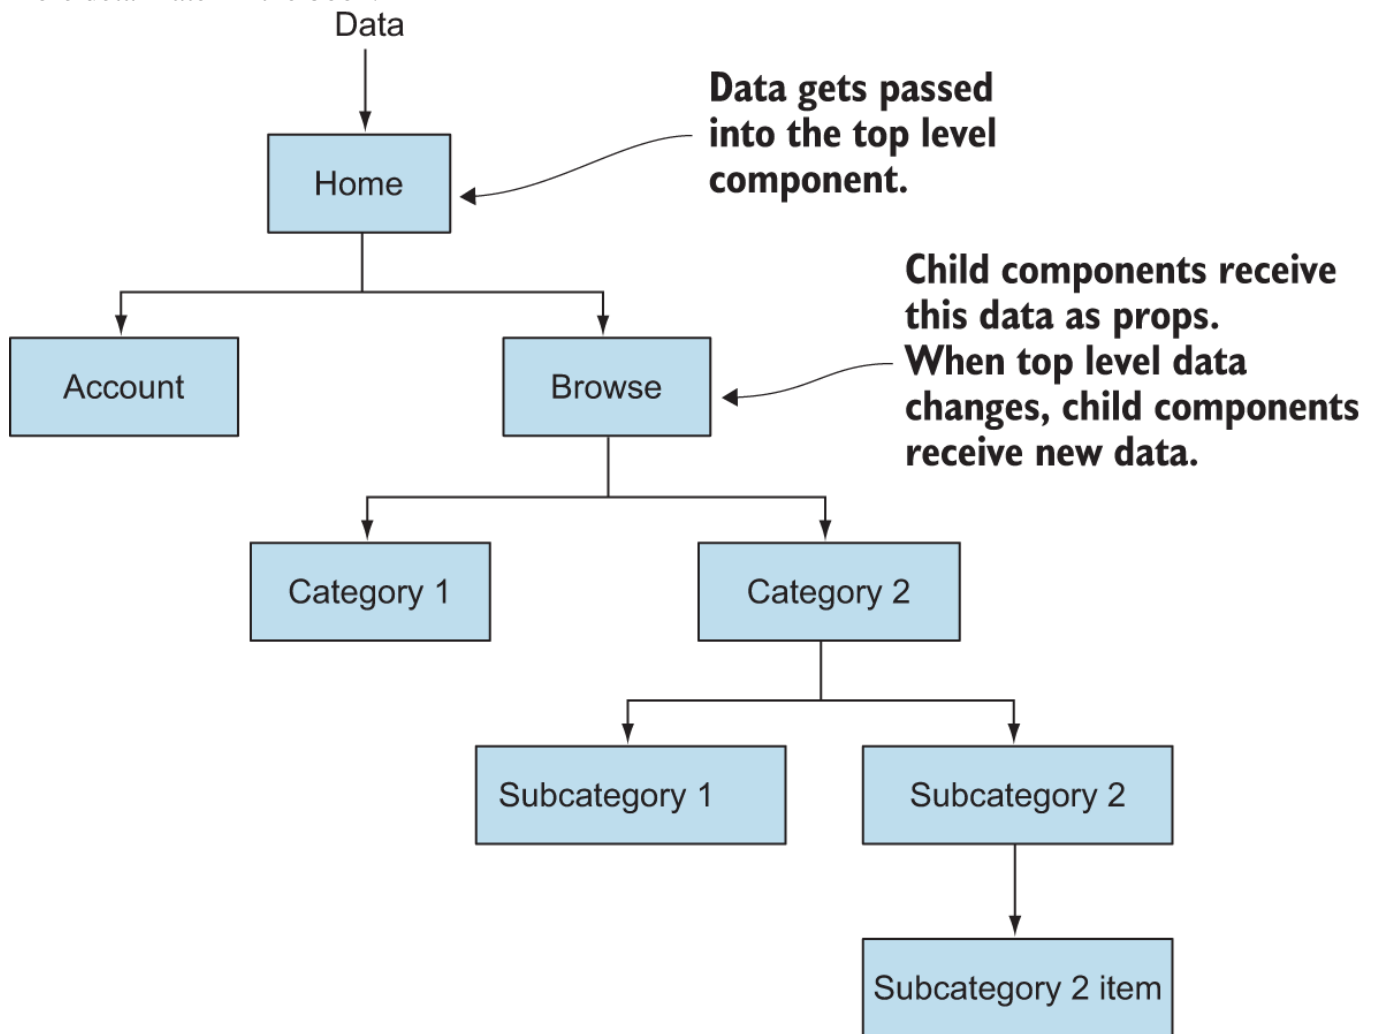 Data
Data gets passed
into the top level
component.
Home
Child components receive
this data as props.
When top level data
changes, child components
receive new data.
Account
Browse
Category 1
Category 2
Subcategory 1
Subcategory 2
Subcategory 2 item